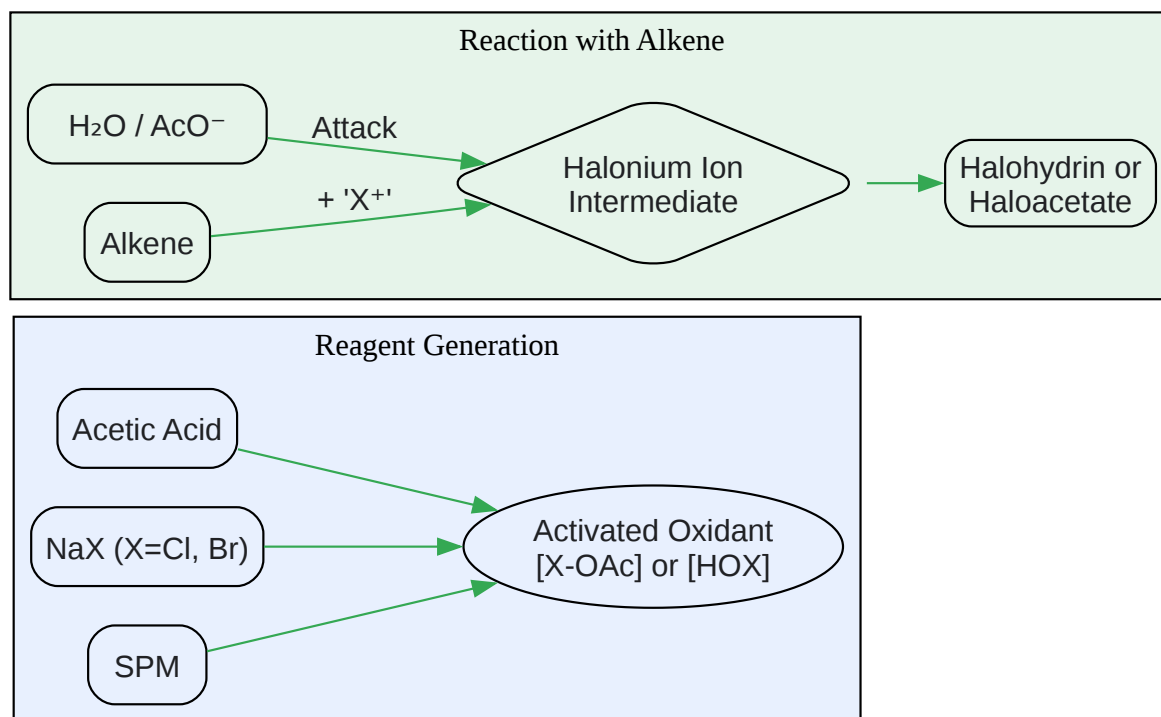 Reaction with Alkene
H₂O / AcO⁻
Attack
Halonium Ion
Intermediate
Halohydrin or
Haloacetate
+ 'X⁺'
Alkene
Reagent Generation
Acetic Acid
NaX (X=Cl, Br)
Activated Oxidant
[X-OAc] or [HOX]
SPM